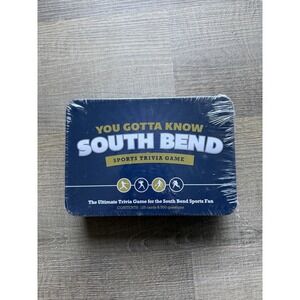 YOU GOTTA KNOW
SOUTH BEND
SPORTS TRIVIA GAME
The Ultimate Trivia Game for the South Bend Sports Fan